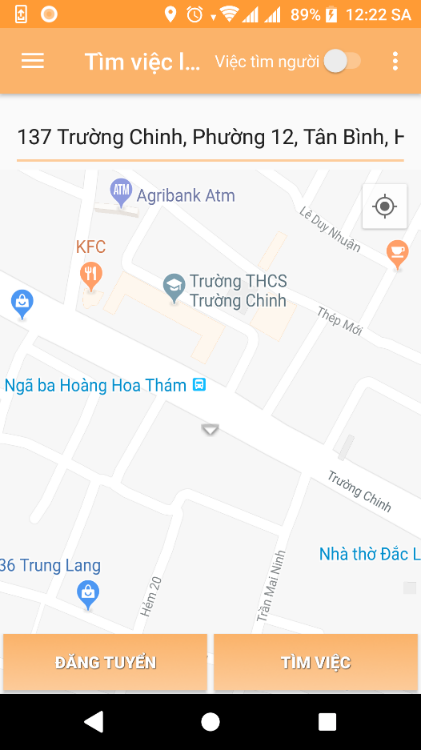 89% 12:22 SA
Tìm việc l... Việc tìm người
137 Trường Chinh, Phường 12, Tân Bình, H
ATM Agribank Atm
Lê Duy Nhuận
KFC
Trường THCS
Trường Chinh
Thép Mới
Ngã ba Hoàng Hoa Thám
Trường Chinh
Nhà thờ Đắc L
36 Trung Lang
Hẻm 20
Trần Mai Ninh
ĐĂNG TUYỂN TÌM VIỆC